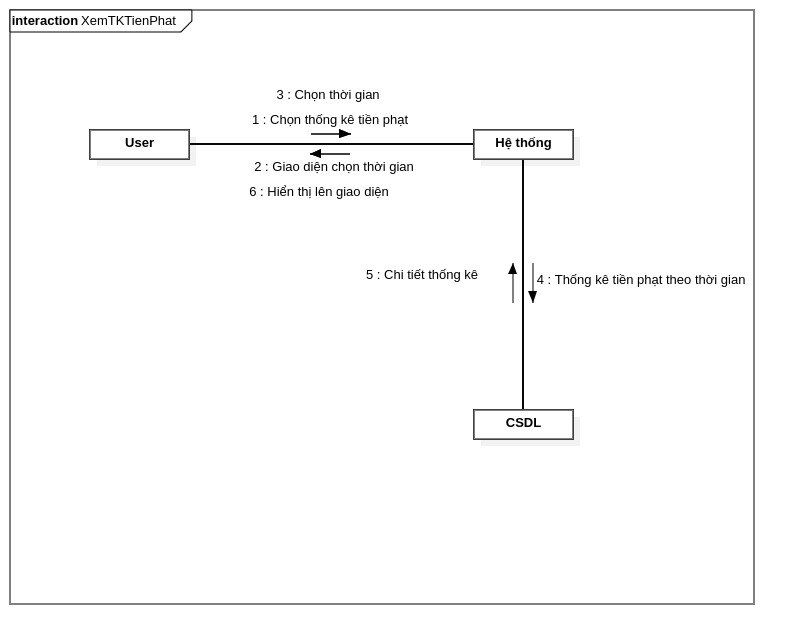 interaction XemTKTienPhat
3 : Chọn thời gian
1 : Chọn thống kê tiền phạt
User
Hệ thống
2 : Giao diện chọn thời gian
6 : Hiển thị lên giao diện
5 : Chi tiết thống kê
4 : Thống kê tiền phạt theo thời gian
CSDL